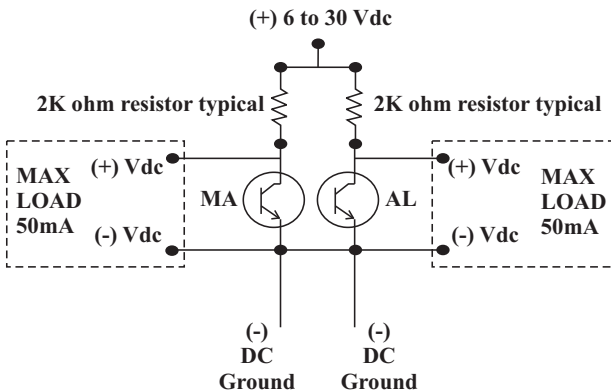 (+) 6 to 30 Vdc
2K ohm resistor typical
2K ohm resistor typical
MAX
LOAD
50mA
(+) Vdc
(-) Vdc
MA
AL
(+) Vdc
(-) Vdc
MAX
LOAD
50mA
(-)
DC
Ground
(-)
DC
Ground